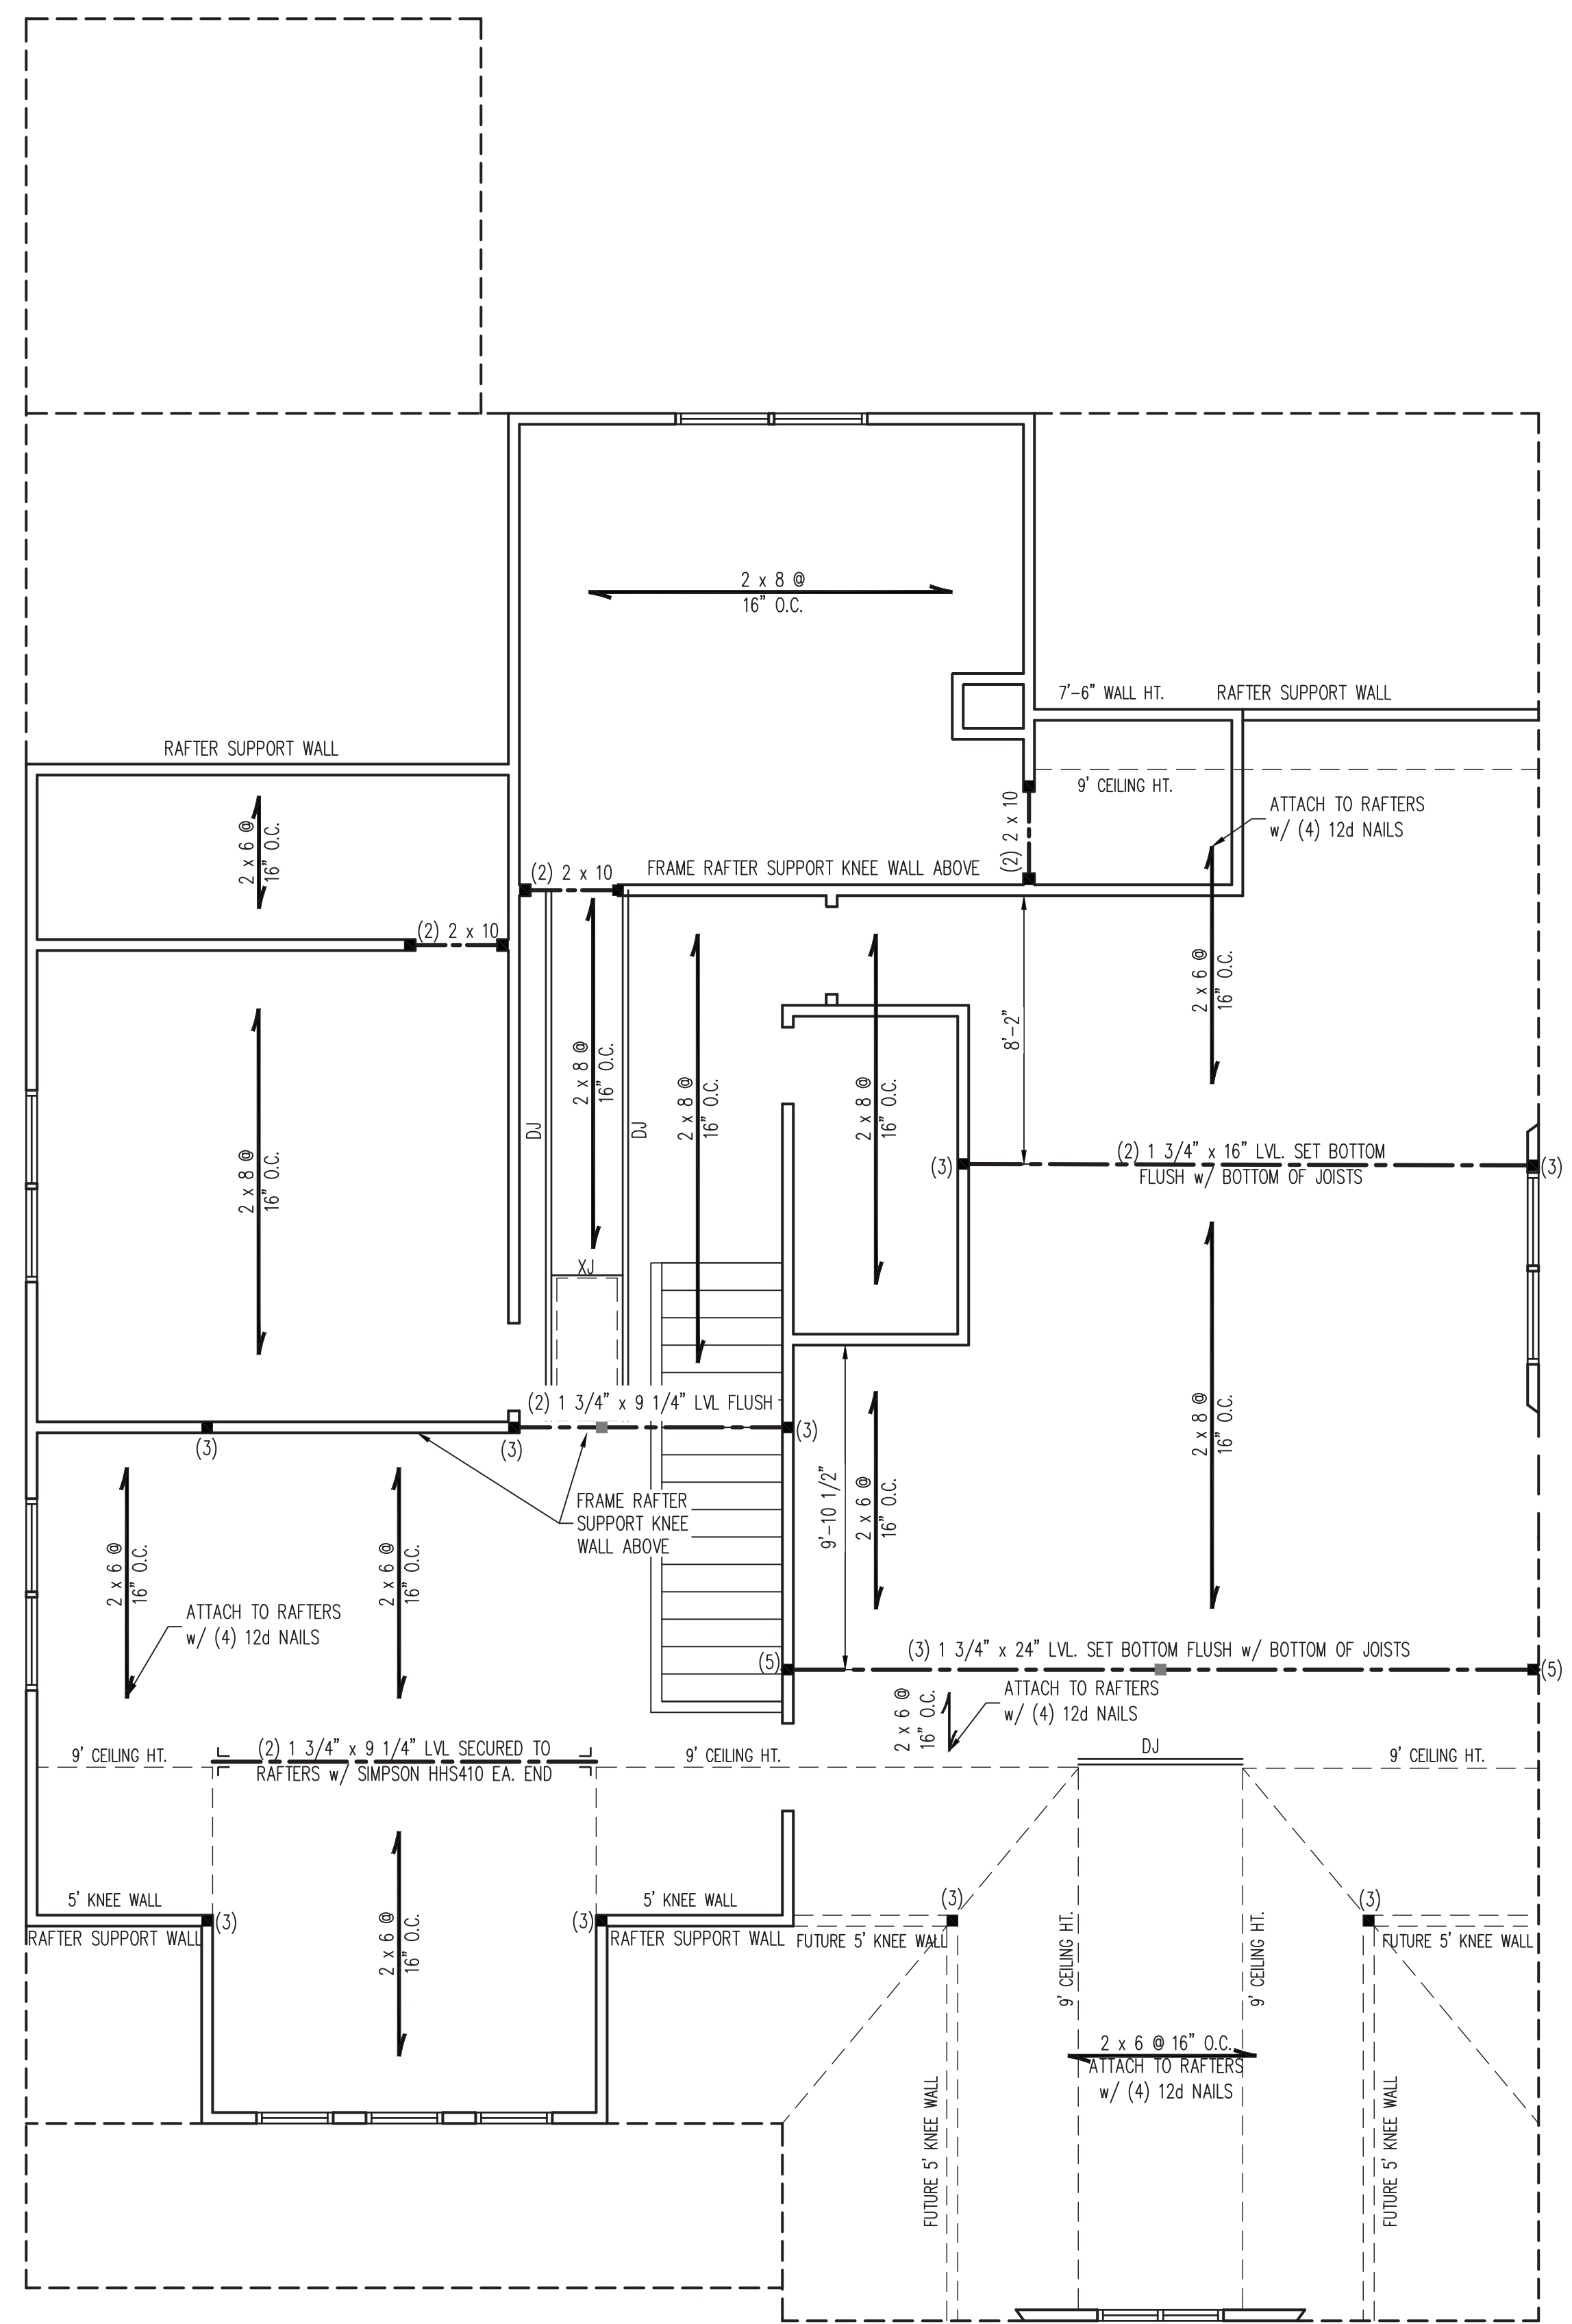 2 x 8 @
16" O.C.
7'-6" WALL HT.
RAFTER SUPPORT WALL
RAFTER SUPPORT WALL
9' CEILING HT.
ATTACH TO RAFTERS
w/ (4) 12d NAILS
(2) 2 x 10
2 x 6 @
16" O.C.
(2) 2 x 10
FRAME RAFTER SUPPORT KNEE WALL ABOVE
(2) 2 x 10
2 x 6 @
16" O.C.
8'-2"
2 x 8 @
16" O.C.
2 x 8 @
16" O.C.
2 x 8 @
16" O.C.
2 x 8 @
16" O.C.
DJ
DJ
(3)
(2) 1 3/4" x 16" LVL. SET BOTTOM
FLUSH w/ BOTTOM OF JOISTS
(3)
XJ
(2) 1 3/4" x 9 1/4" LVL FLUSH
(3)
(3)
(3)
2 x 8 @
16" O.C.
FRAME RAFTER
SUPPORT KNEE
WALL ABOVE
9'-10 1/2"
2 x 6 @
16" O.C.
2 x 6 @
16" O.C.
2 x 6 @
16" O.C.
ATTACH TO RAFTERS
w/ (4) 12d NAILS
(3) 1 3/4" x 24" LVL. SET BOTTOM FLUSH w/ BOTTOM OF JOISTS
(5)
(5)
2 x 6 @
16" O.C.
ATTACH TO RAFTERS
w/ (4) 12d NAILS
9' CEILING HT.
(2) 1 3/4" x 9 1/4" LVL SECURED TO
RAFTERS w/ SIMPSON HHS410 EA. END
9' CEILING HT.
DJ
9' CEILING HT.
5' KNEE WALL
(3)
RAFTER SUPPORT WALL
2 x 6 @
16" O.C.
(3)
5' KNEE WALL
RAFTER SUPPORT WALL
(3)
FUTURE 5' KNEE WALL
(3)
FUTURE 5' KNEE WALL
9' CEILING HT.
9' CEILING HT.
2 x 6 @ 16" O.C.
ATTACH TO RAFTERS
w/ (4) 12d NAILS
FUTURE 5' KNEE WALL
FUTURE 5' KNEE WALL